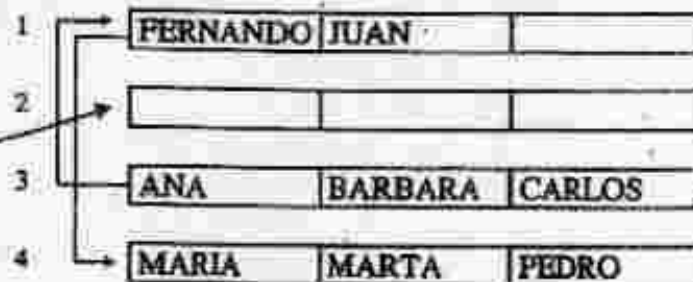 1 FERNANDO JUAN
2
3 ANA BARBARA CARLOS
4 MARIA MARTA PEDRO